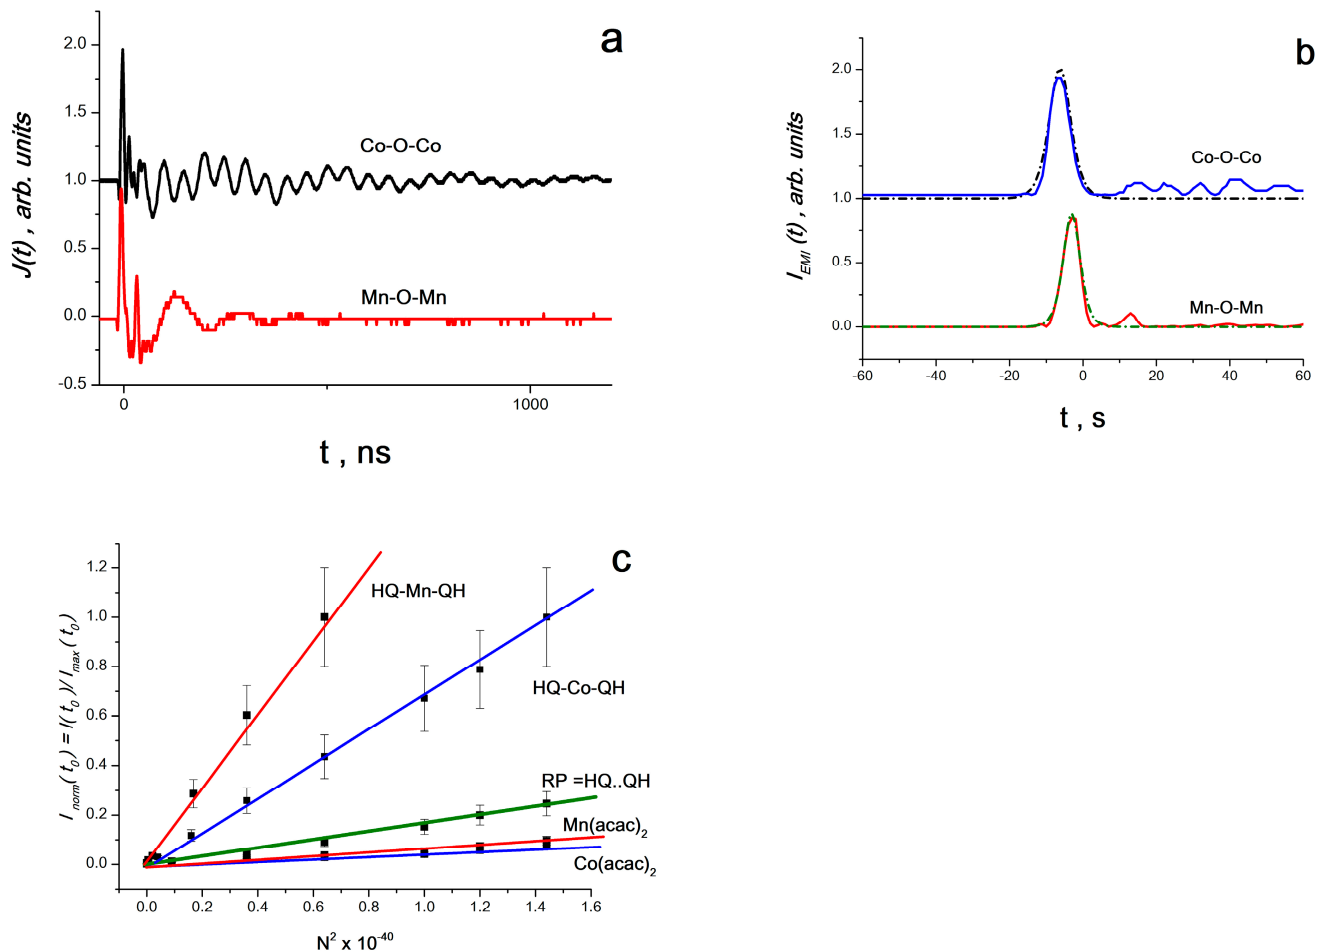 a
2.0
1.5
1.0
0.5
0.0
-0.5
J(t) , arb. units
Co-O-Co
Mn-O-Mn
0
1000
t , ns
b
2.0
1.5
1.0
0.5
0.0
I_EMI (t) , arb. units
Co-O-Co
Mn-O-Mn
-60
-40
-20
0
20
40
60
t , s
c
1.2
1.0
0.8
0.6
0.4
0.2
0.0
I_norm(t_0) = I(t_0)/I_max(t_0)
HQ-Mn-QH
HQ-Co-QH
RP =HQ..QH
Mn(acac)₂
Co(acac)₂
0.0
0.2
0.4
0.6
0.8
1.0
1.2
1.4
1.6
N² x 10⁻⁴⁰